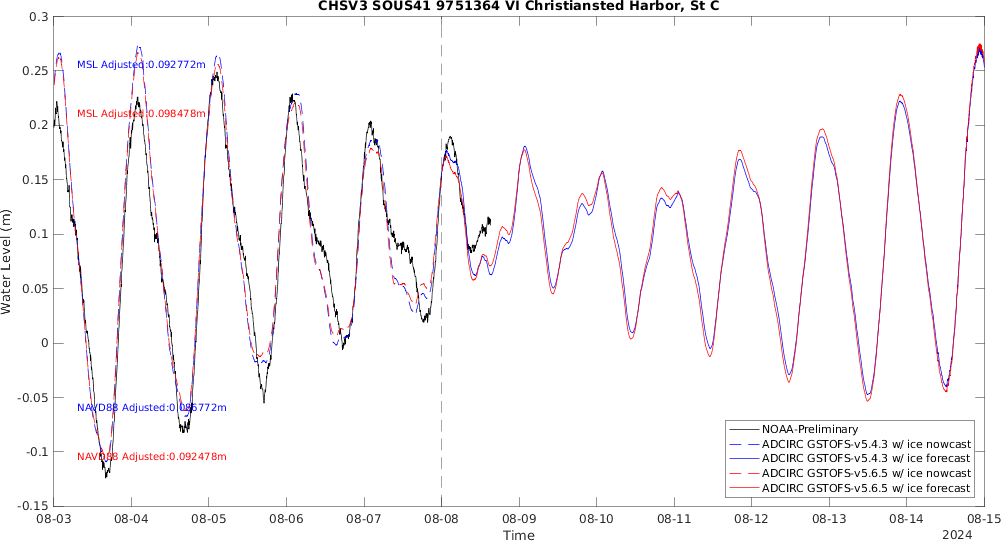 CHSV3 SOUS41 9751364 VI Christiansted Harbor, St C
0.3
0.25
0.2
0.15
0.1
0.05
0
-0.05
-0.1
-0.15
Water Level (m)
MSL Adjusted:0.092772m
MSL Adjusted:0.098478m
NAVD88 Adjusted:0.086772m
NAVD88 Adjusted:0.092478m
NOAA-Preliminary
ADCIRC GSTOFS-v5.4.3 w/ ice nowcast
ADCIRC GSTOFS-v5.4.3 w/ ice forecast
ADCIRC GSTOFS-v5.6.5 w/ ice nowcast
ADCIRC GSTOFS-v5.6.5 w/ ice forecast
08-03 08-04 08-05 08-06 08-07 08-08 08-09 08-10 08-11 08-12 08-13 08-14 08-15
Time
2024